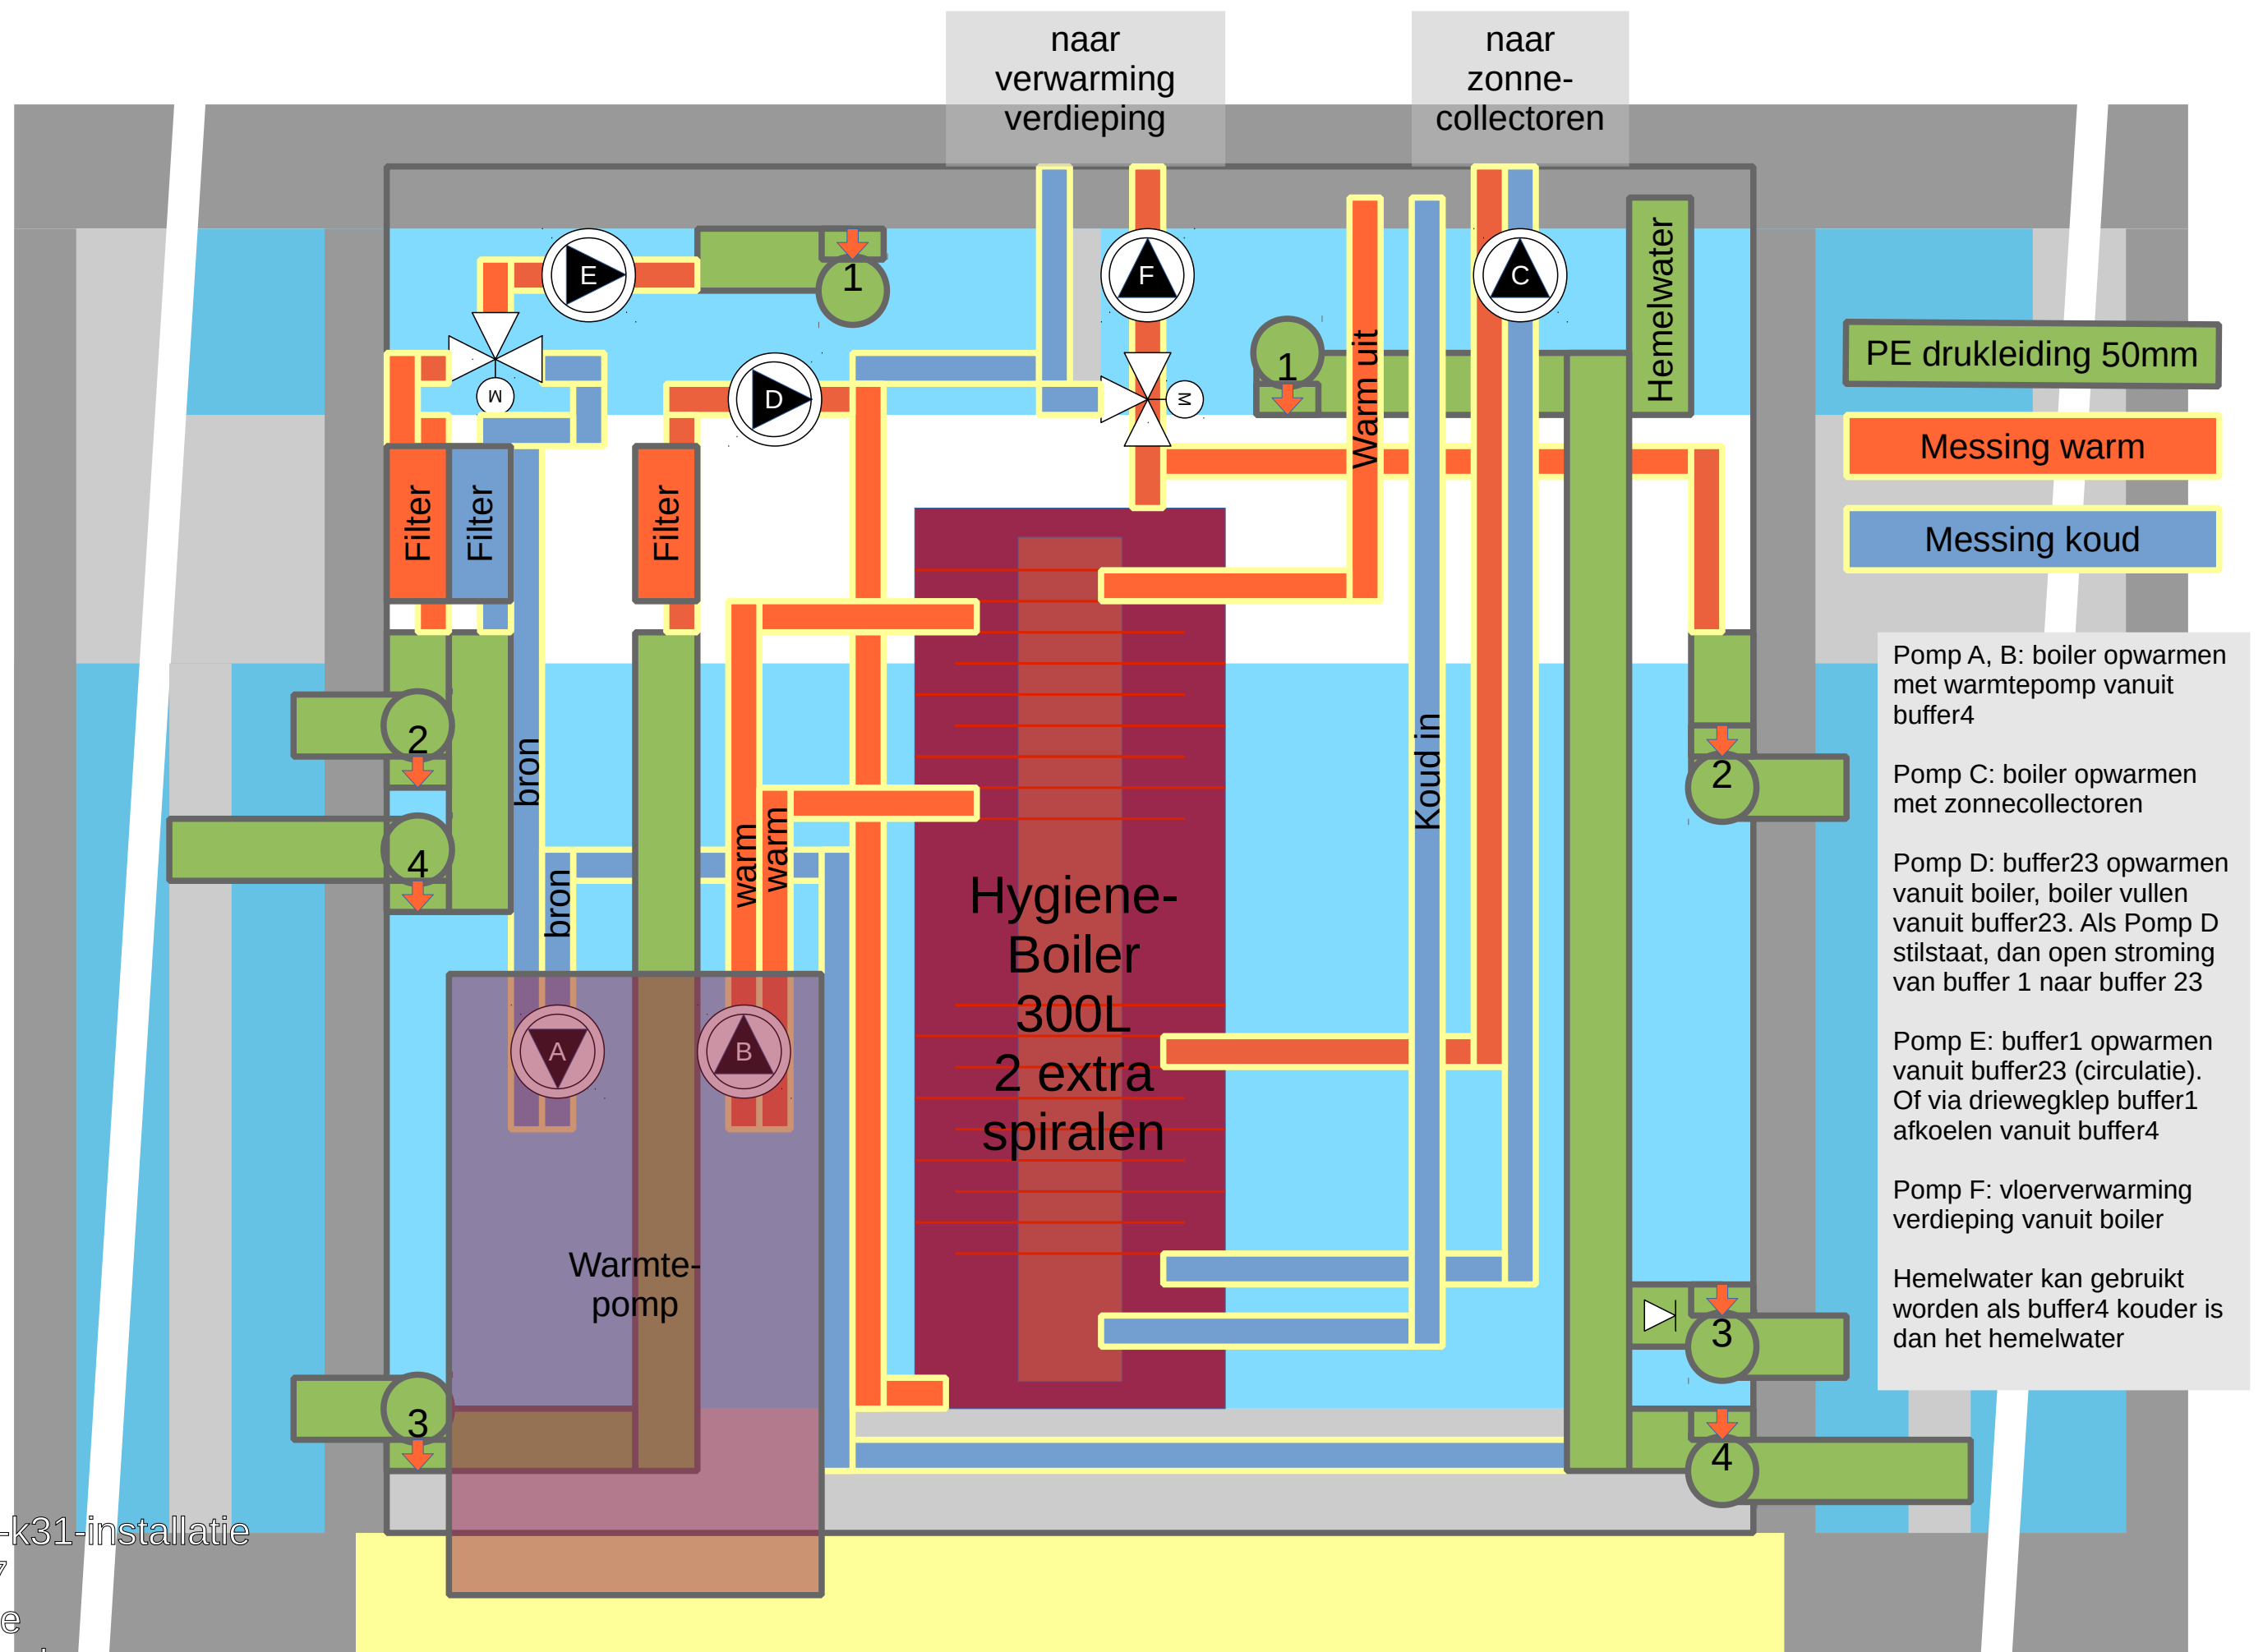 naar
verwarming
verdieping
naar
zonne-
collectoren
E
1
F
C
Hemelwater
M
D
1
M
Warm uit
PE drukleiding 50mm
Messing warm
Messing koud
Filter
Filter
Filter
2
4
bron
bron
warm
warm
Koud in
2
Hygiene-
Boiler
300L
2 extra
spiralen
A
B
Warmte-
pomp
3
3
4
Pomp A, B: boiler opwarmen
met warmtepomp vanuit
buffer4
Pomp C: boiler opwarmen
met zonnecollectoren
Pomp D: buffer23 opwarmen
vanuit boiler, boiler vullen
vanuit buffer23. Als Pomp D
stilstaat, dan open stroming
van buffer 1 naar buffer 23
Pomp E: buffer1 opwarmen
vanuit buffer23 (circulatie).
Of via driewegklep buffer1
afkoelen vanuit buffer4
Pomp F: vloerverwarming
verdieping vanuit boiler
Hemelwater kan gebruikt
worden als buffer4 kouder is
dan het hemelwater
-k31-installatie
7
e